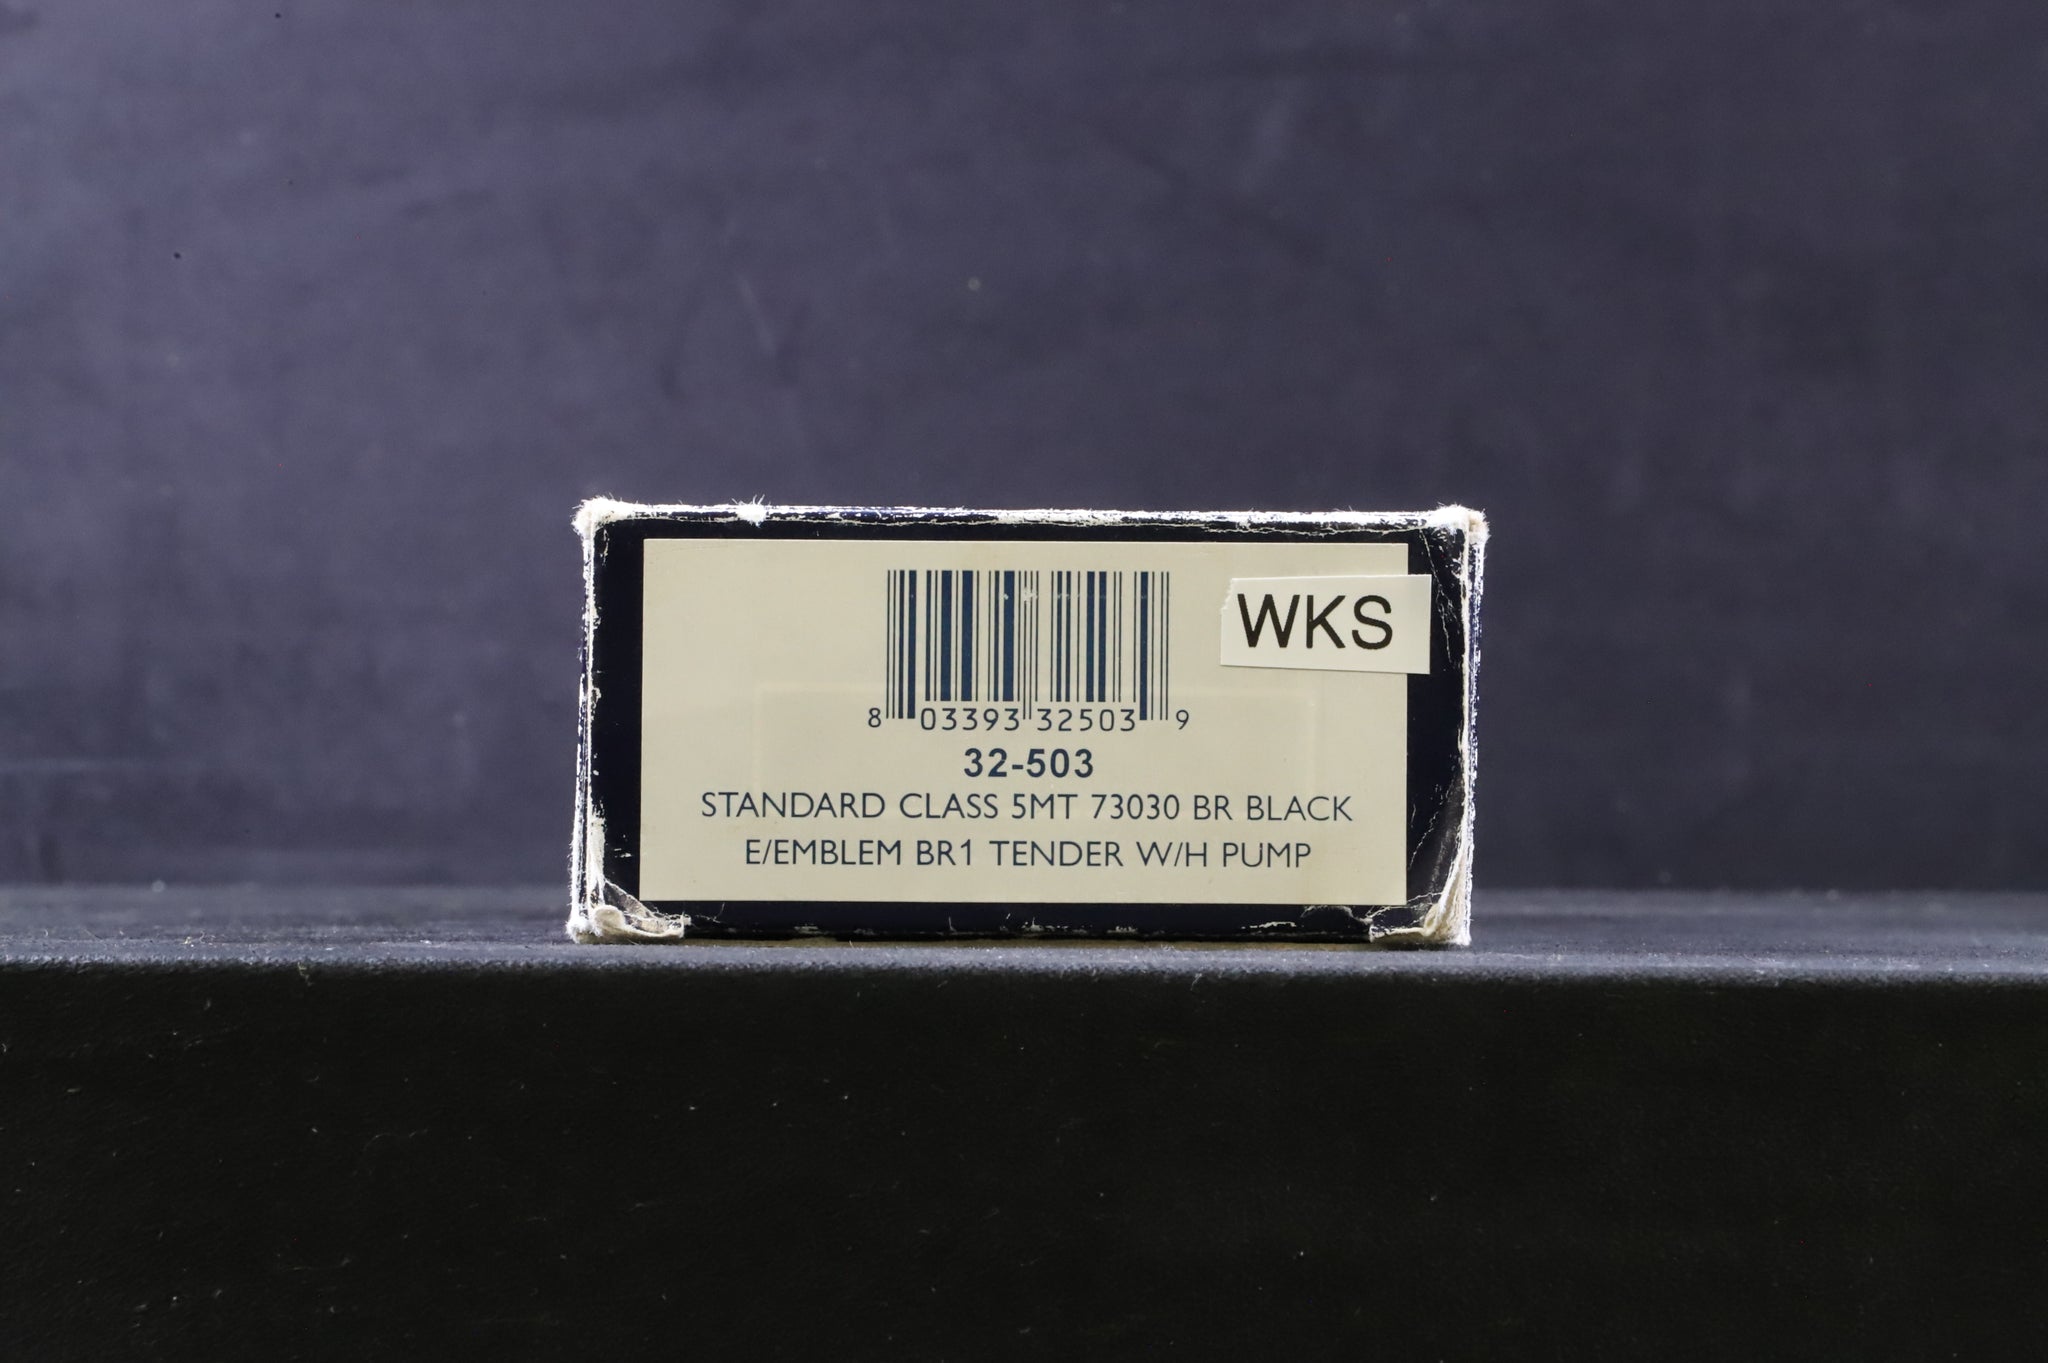 WKS
8 03393 32503 9
32-503
STANDARD CLASS 5MT 73030 BR BLACK
E/EMBLEM BR1 TENDER W/H PUMP